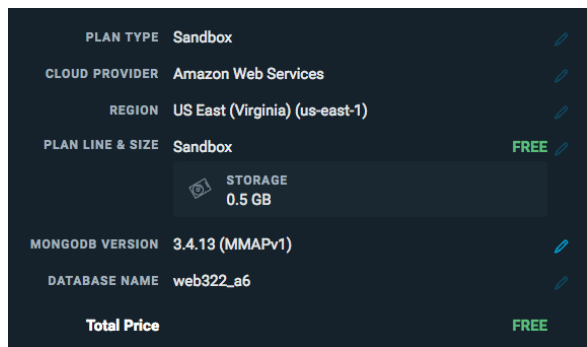 PLAN TYPE Sandbox
CLOUD PROVIDER Amazon Web Services
REGION US East (Virginia) (us-east-1)
PLAN LINE & SIZE Sandbox FREE
STORAGE
0.5 GB
MONGODB VERSION 3.4.13 (MMAPv1)
DATABASE NAME web322_a6
Total Price FREE